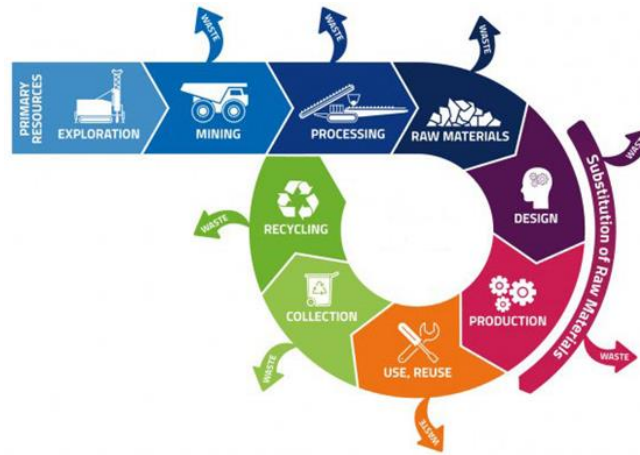 WASTE
WASTE
WASTE
PRIMARY
RESOURCES
EXPLORATION
MINING
PROCESSING
RAW MATERIALS
WASTE
Substitution of Raw Materials
DESIGN
RECYCLING
WASTE
COLLECTION
PRODUCTION
USE, REUSE
WASTE
WASTE
WASTE